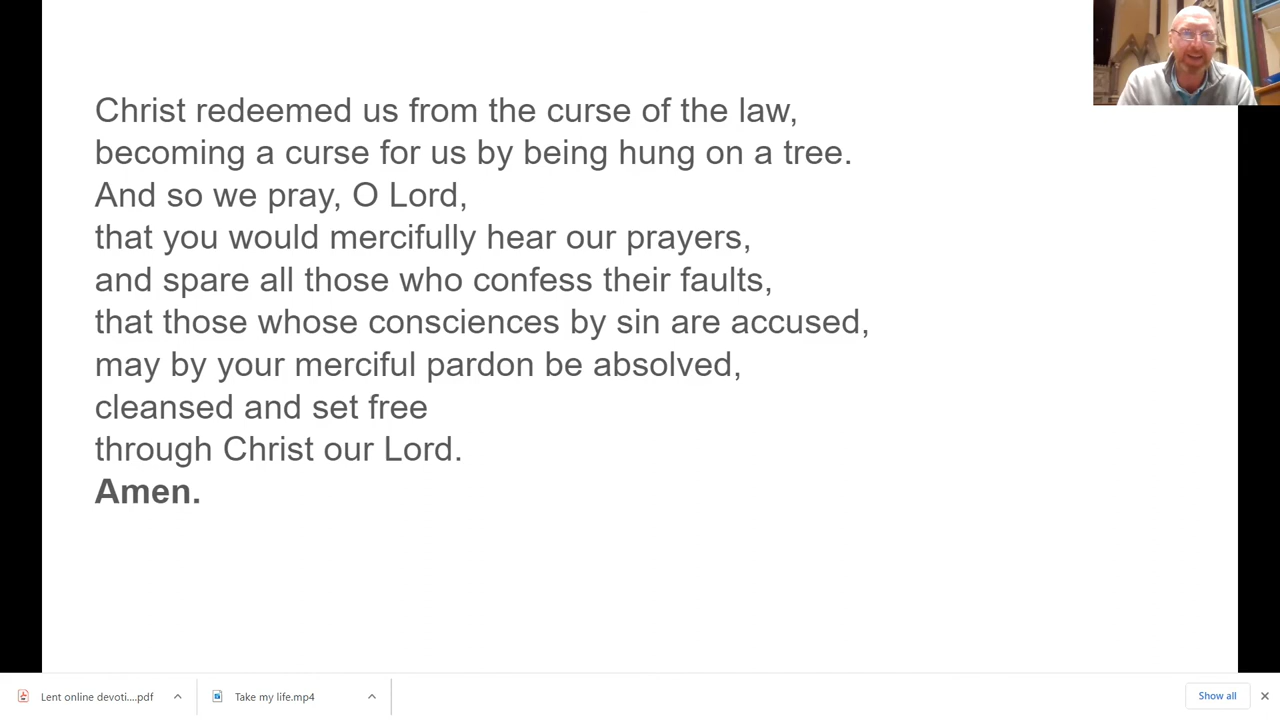 Christ redeemed us from the curse of the law,
becoming a curse for us by being hung on a tree.
And so we pray, O Lord,
that you would mercifully hear our prayers,
and spare all those who confess their faults,
that those whose consciences by sin are accused,
may by your merciful pardon be absolved,
cleansed and set free
through Christ our Lord.
Amen.
Lent online devoti....pdf
Take my life.mp4
Show all